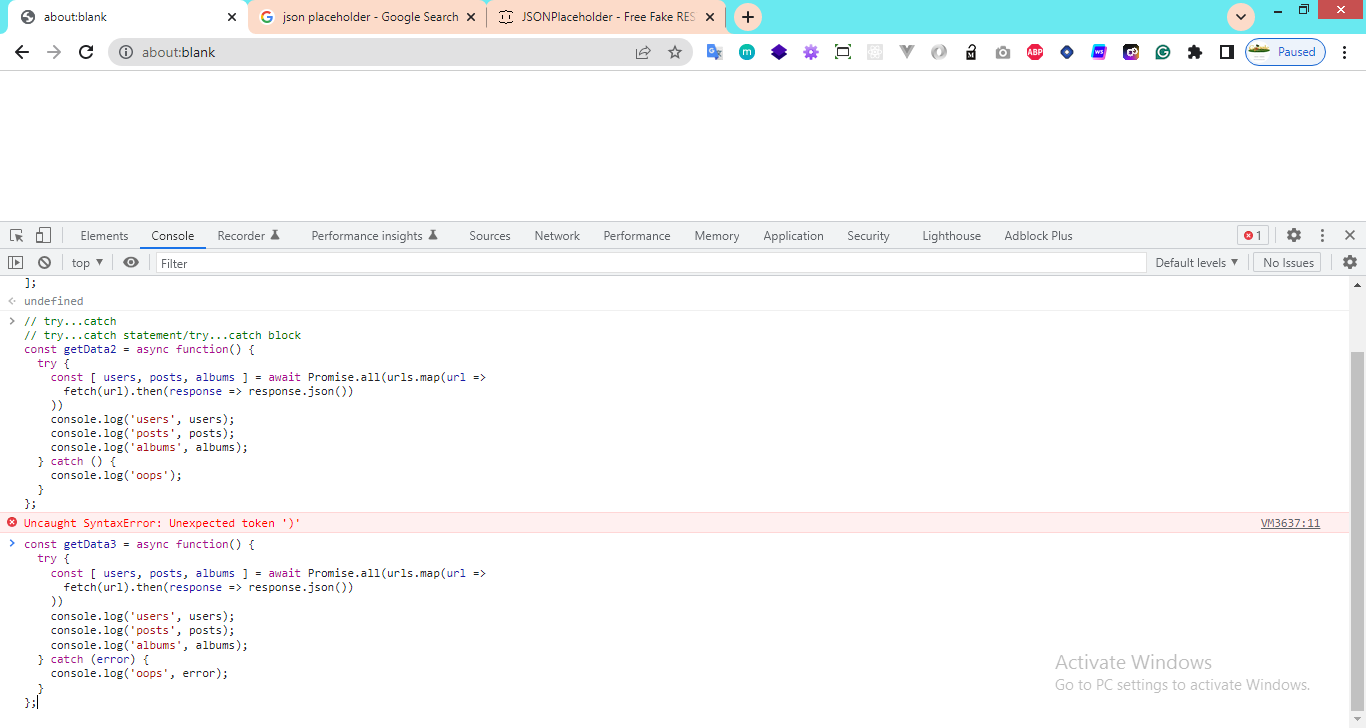 about:blank
json placeholder - Google Search
JSONPlaceholder - Free Fake RES
about:blank
Paused
Elements Console Recorder Performance insights Sources Network Performance Memory Application Security Lighthouse Adblock Plus 1
top Filter Default levels No Issues
];
undefined
// try...catch
// try...catch statement/try...catch block
const getData2 = async function() {
try {
const [ users, posts, albums ] = await Promise.all(urls.map(url =>
fetch(url).then(response => response.json())
))
console.log('users', users);
console.log('posts', posts);
console.log('albums', albums);
} catch () {
console.log('oops');
}
};
Uncaught SyntaxError: Unexpected token ')' VM3637:11
const getData3 = async function() {
try {
const [ users, posts, albums ] = await Promise.all(urls.map(url =>
fetch(url).then(response => response.json())
))
console.log('users', users);
console.log('posts', posts);
console.log('albums', albums);
} catch (error) {
console.log('oops', error);
}
};
Activate Windows
Go to PC settings to activate Windows.